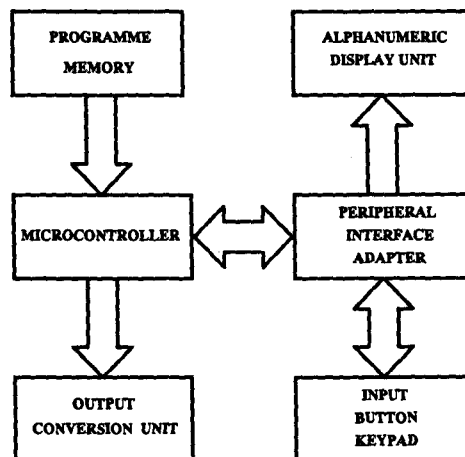 PROGRAMME
MEMORY
ALPHANUMERIC
DISPLAY UNIT
MICROCONTROLLER
PERIPHERAL
INTERFACE
ADAPTER
OUTPUT
CONVERSION UNIT
INPUT
BUTTON
KEYPAD